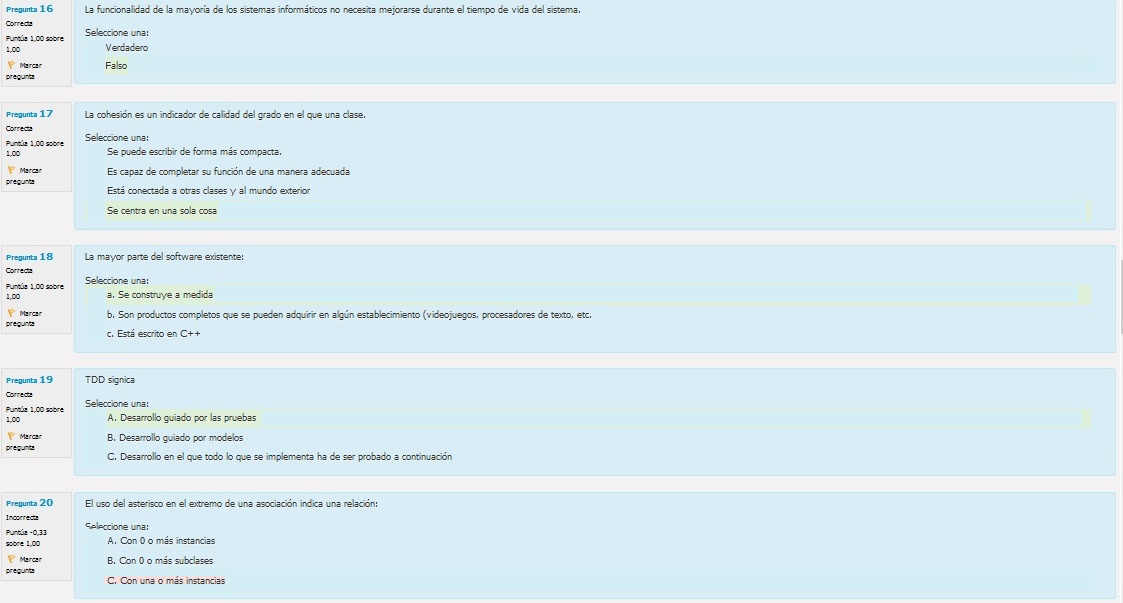 Pregunta 16
Correcta
Puntúa 1,00 sobre
1,00
Marcar
pregunta
La funcionalidad de la mayoría de los sistemas informáticos no necesita mejorarse durante el tiempo de vida del sistema.
Seleccione una:
Verdadero
Falso
Pregunta 17
Correcta
Puntúa 1,00 sobre
1,00
Marcar
pregunta
La cohesión es un indicador de calidad del grado en el que una clase.
Seleccione una:
Se puede escribir de forma más compacta.
Es capaz de completar su función de una manera adecuada
Está conectada a otras clases y al mundo exterior
Se centra en una sola cosa
Pregunta 18
Correcta
Puntúa 1,00 sobre
1,00
Marcar
pregunta
La mayor parte del software existente:
Seleccione una:
a. Se construye a medida
b. Son productos completos que se pueden adquirir en algún establecimiento (videojuegos, procesadores de texto, etc.
c. Está escrito en C++
Pregunta 19
Correcta
Puntúa 1,00 sobre
1,00
Marcar
pregunta
TDD signica
Seleccione una:
A. Desarrollo guiado por las pruebas
B. Desarrollo guiado por modelos
C. Desarrollo en el que todo lo que se implementa ha de ser probado a continuación
Pregunta 20
Incorrecta
Puntúa -0,33
sobre 1,00
Marcar
pregunta
El uso del asterisco en el extremo de una asociación indica una relación:
Seleccione una:
A. Con 0 o más instancias
B. Con 0 o más subclases
C. Con una o más instancias